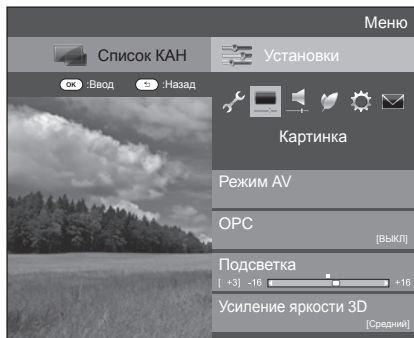 Меню
Список КАН
Установки
OK :Ввод :Назад
Картинка
Режим AV
OPC
[ВЫКЛ]
Подсветка
[ +3] -16 +16
Усиление яркости 3D
[Средний]